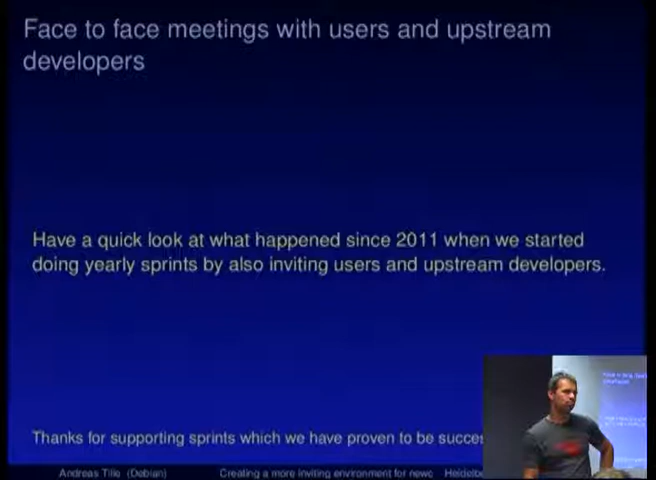 Face to face meetings with users and upstream
developers
Have a quick look at what happened since 2011 when we started
doing yearly sprints by also inviting users and upstream developers.
Thanks for supporting sprints which we have proven to be succes
Andreas Tille (Debian) Creating a more inviting environment for newc Heidelbe